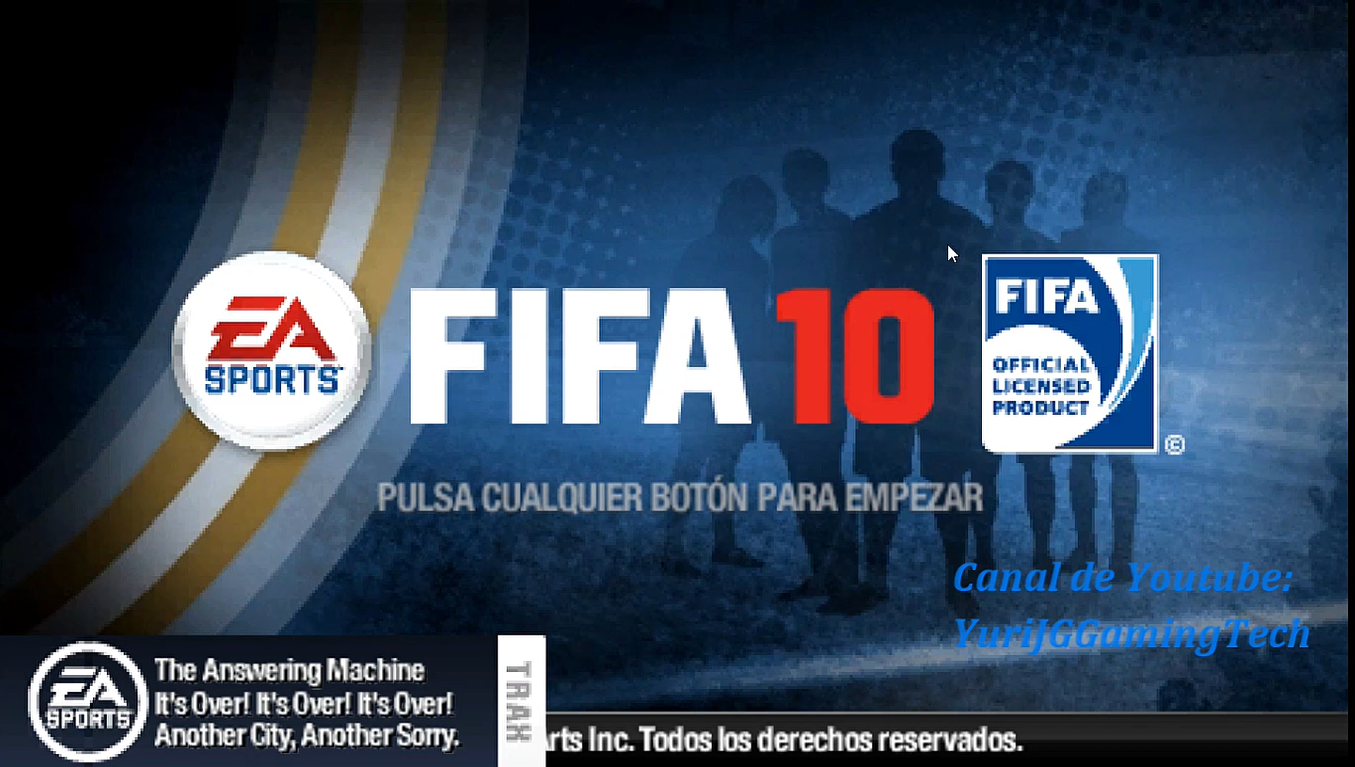 EA
SPORTS™
FIFA 10
FIFA
OFFICIAL
LICENSED
PRODUCT
©
PULSA CUALQUIER BOTÓN PARA EMPEZAR
Canal de Youtube:
YuriJGGamingTech
EA
SPORTS
The Answering Machine
It's Over! It's Over! It's Over!
Another City, Another Sorry.
TRAX
Arts Inc. Todos los derechos reservados.